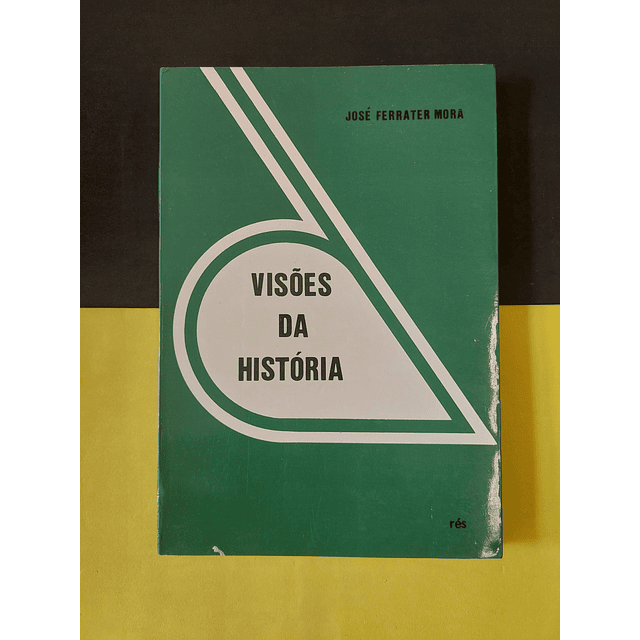 JOSÉ FERRATER MORA
VISÕES
DA
HISTÓRIA
rés